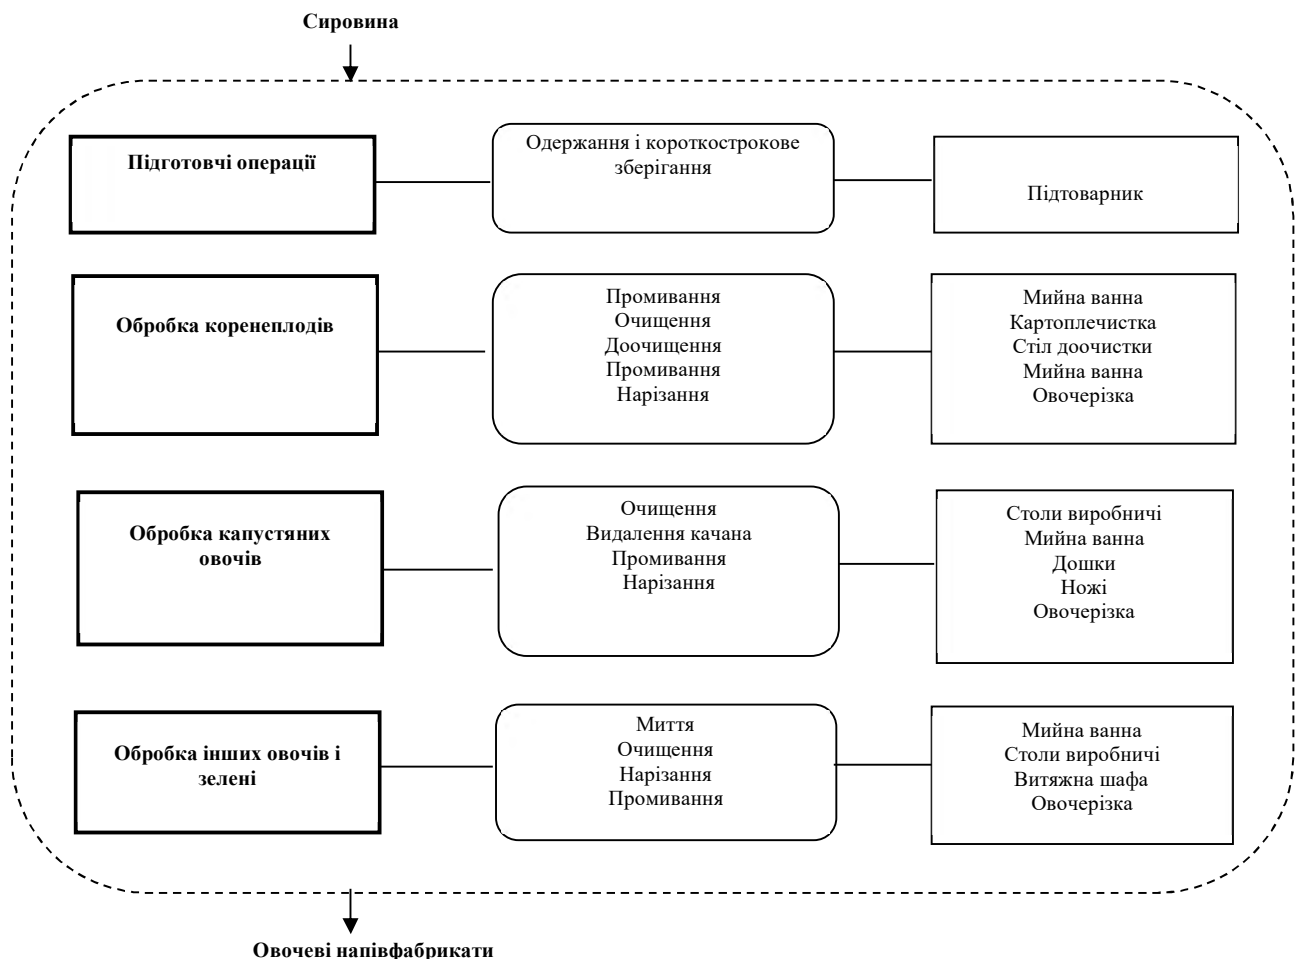 Сировина
Підготовчі операції
Одержання і короткострокове
зберігання
Підтоварник
Обробка коренеплодів
Промивання
Очищення
Доочищення
Промивання
Нарізання
Мийна ванна
Картоплечистка
Стіл доочистки
Мийна ванна
Овочерізка
Обробка капустяних
овочів
Очищення
Видалення качана
Промивання
Нарізання
Столи виробничі
Мийна ванна
Дошки
Ножі
Овочерізка
Обробка інших овочів і
зелені
Миття
Очищення
Нарізання
Промивання
Мийна ванна
Столи виробничі
Витяжна шафа
Овочерізка
Овочеві напівфабрикати